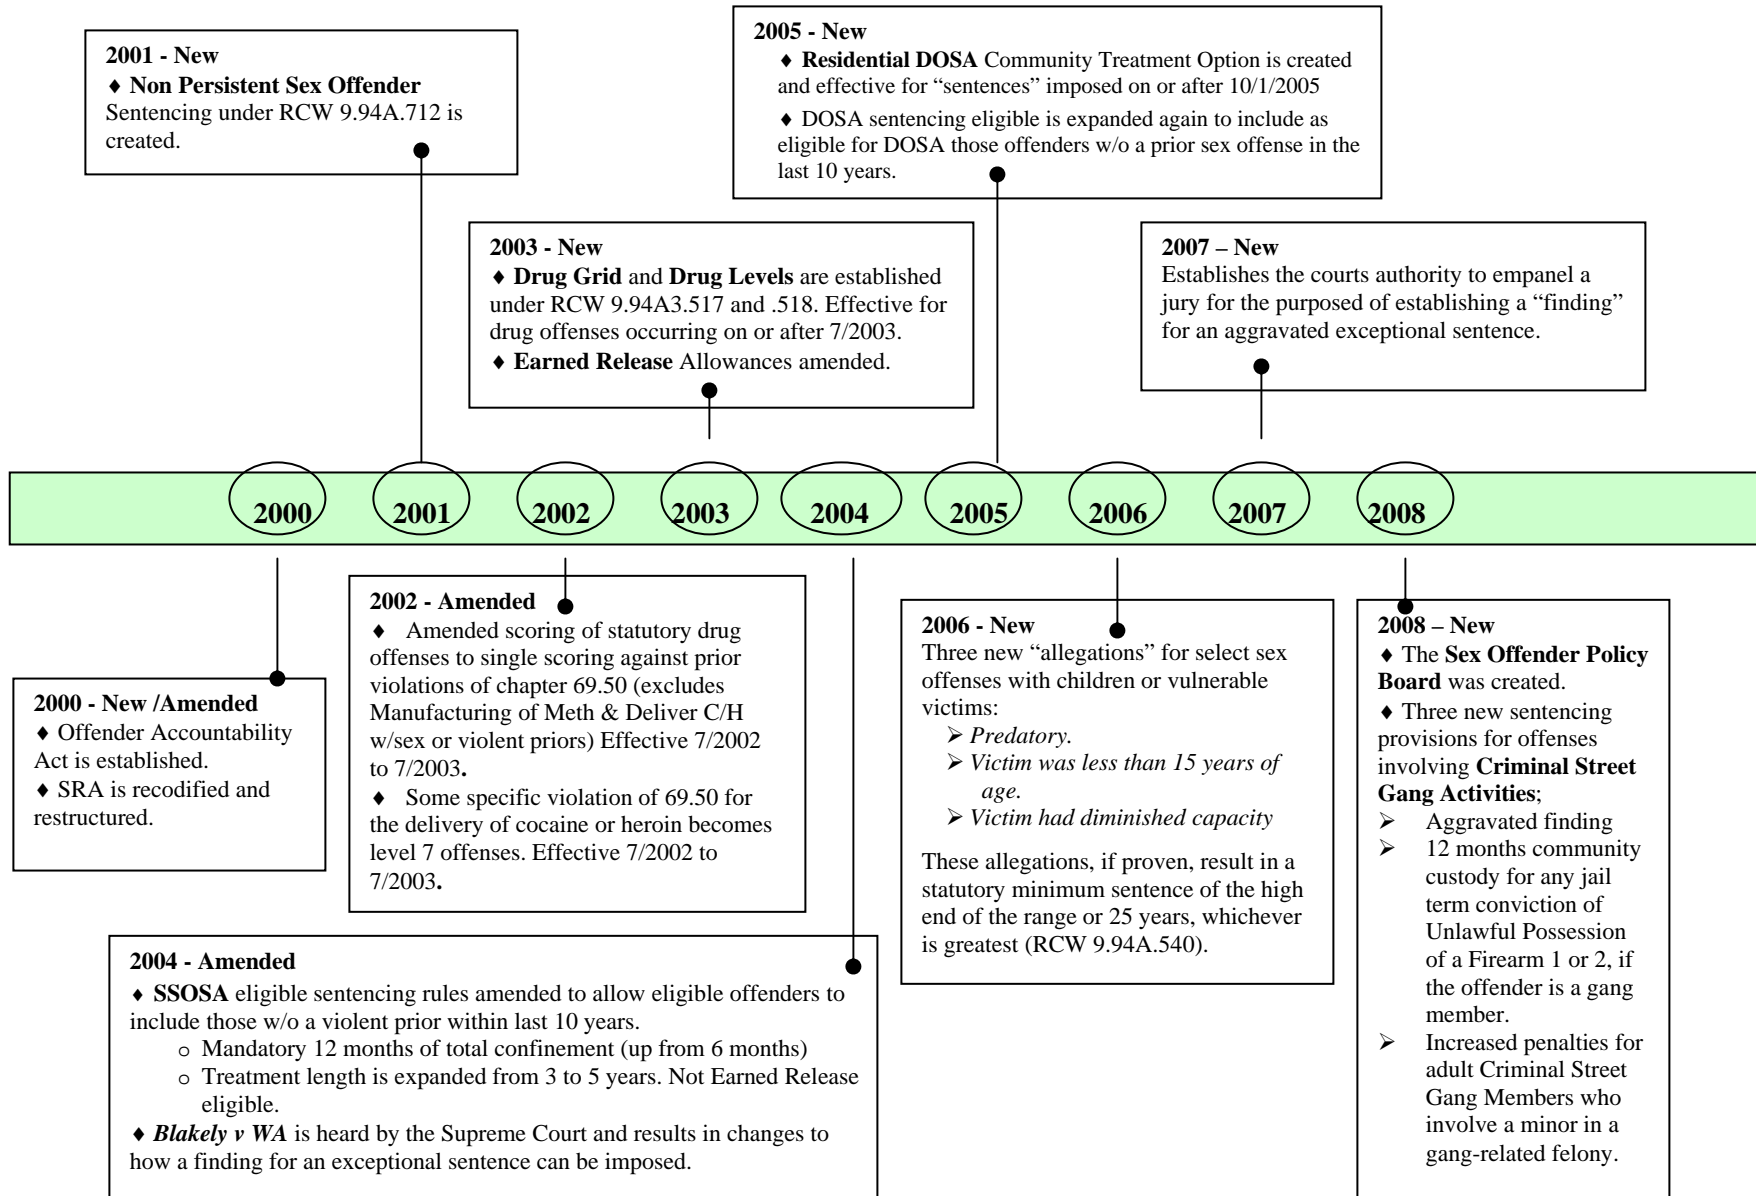 2001 - New
♦ Non Persistent Sex Offender
Sentencing under RCW 9.94A.712 is
created.
2005 - New
♦ Residential DOSA Community Treatment Option is created
and effective for “sentences” imposed on or after 10/1/2005
♦ DOSA sentencing eligible is expanded again to include as
eligible for DOSA those offenders w/o a prior sex offense in the
last 10 years.
2003 - New
♦ Drug Grid and Drug Levels are established
under RCW 9.94A3.517 and .518. Effective for
drug offenses occurring on or after 7/2003.
♦ Earned Release Allowances amended.
2007 – New
Establishes the courts authority to empanel a
jury for the purposed of establishing a “finding”
for an aggravated exceptional sentence.
2000 2001 2002 2003 2004 2005 2006 2007 2008
2000 - New /Amended
♦ Offender Accountability
Act is established.
♦ SRA is recodified and
restructured.
2002 - Amended
♦ Amended scoring of statutory drug
offenses to single scoring against prior
violations of chapter 69.50 (excludes
Manufacturing of Meth & Deliver C/H
w/sex or violent priors) Effective 7/2002
to 7/2003.
♦ Some specific violation of 69.50 for
the delivery of cocaine or heroin becomes
level 7 offenses. Effective 7/2002 to
7/2003.
2004 - Amended
♦ SSOSA eligible sentencing rules amended to allow eligible offenders to
include those w/o a violent prior within last 10 years.
o Mandatory 12 months of total confinement (up from 6 months)
o Treatment length is expanded from 3 to 5 years. Not Earned Release
eligible.
♦ Blakely v WA is heard by the Supreme Court and results in changes to
how a finding for an exceptional sentence can be imposed.
2006 - New
Three new “allegations” for select sex
offenses with children or vulnerable
victims:
➢ Predatory.
➢ Victim was less than 15 years of
age.
➢ Victim had diminished capacity
These allegations, if proven, result in a
statutory minimum sentence of the high
end of the range or 25 years, whichever
is greatest (RCW 9.94A.540).
2008 – New
♦ The Sex Offender Policy
Board was created.
♦ Three new sentencing
provisions for offenses
involving Criminal Street
Gang Activities;
➢ Aggravated finding
➢ 12 months community
custody for any jail
term conviction of
Unlawful Possession
of a Firearm 1 or 2, if
the offender is a gang
member.
➢ Increased penalties for
adult Criminal Street
Gang Members who
involve a minor in a
gang-related felony.